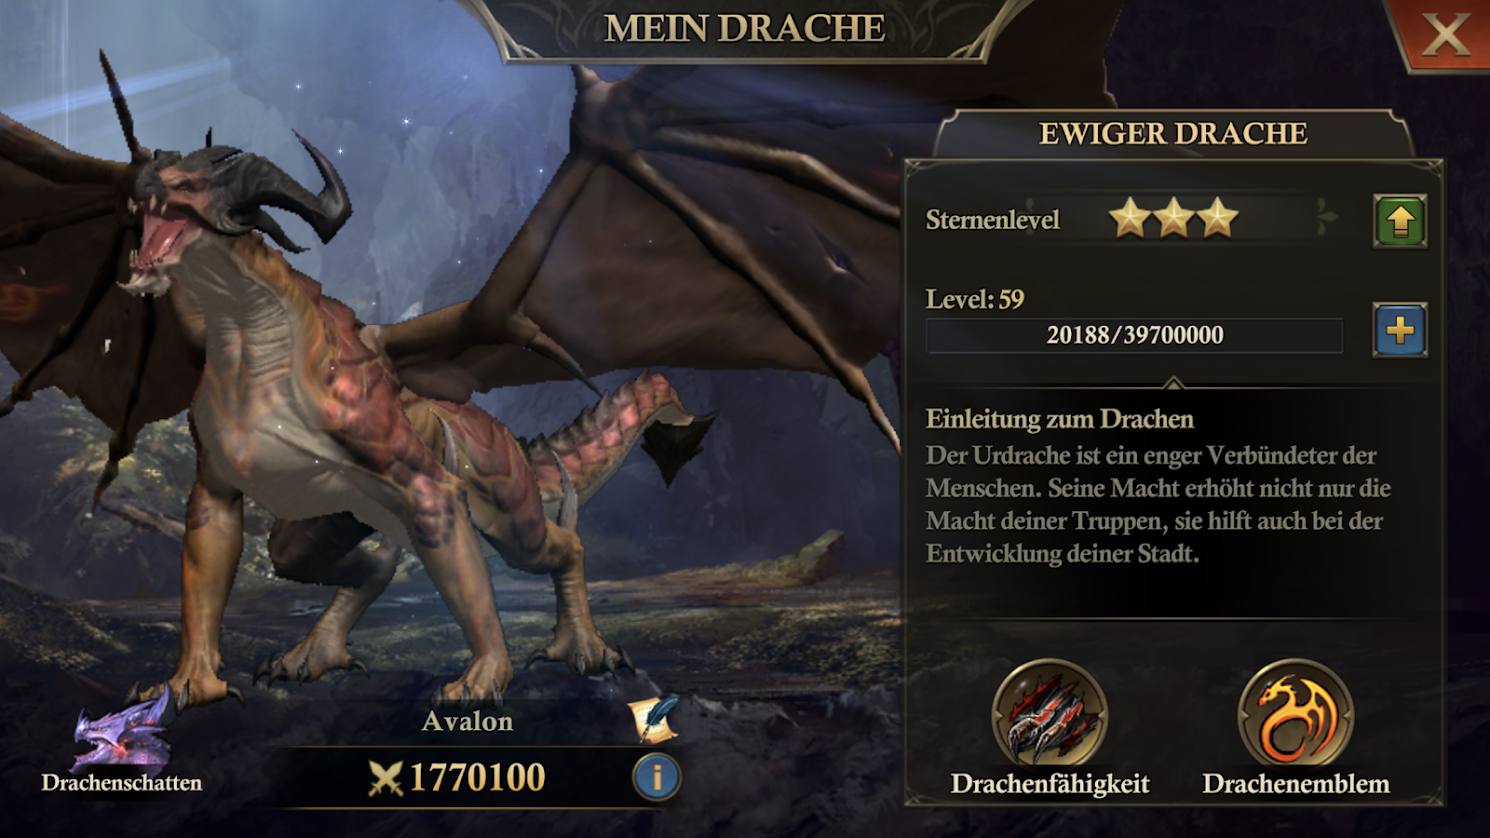 MEIN DRACHE
EWIGER DRACHE
Sternenlevel
Level: 59
20188/39700000
Einleitung zum Drachen
Der Urdrache ist ein enger Verbündeter der
Menschen. Seine Macht erhöht nicht nur die
Macht deiner Truppen, sie hilft auch bei der
Entwicklung deiner Stadt.
Avalon
1770100
Drachenschatten
Drachenfähigkeit
Drachenemblem